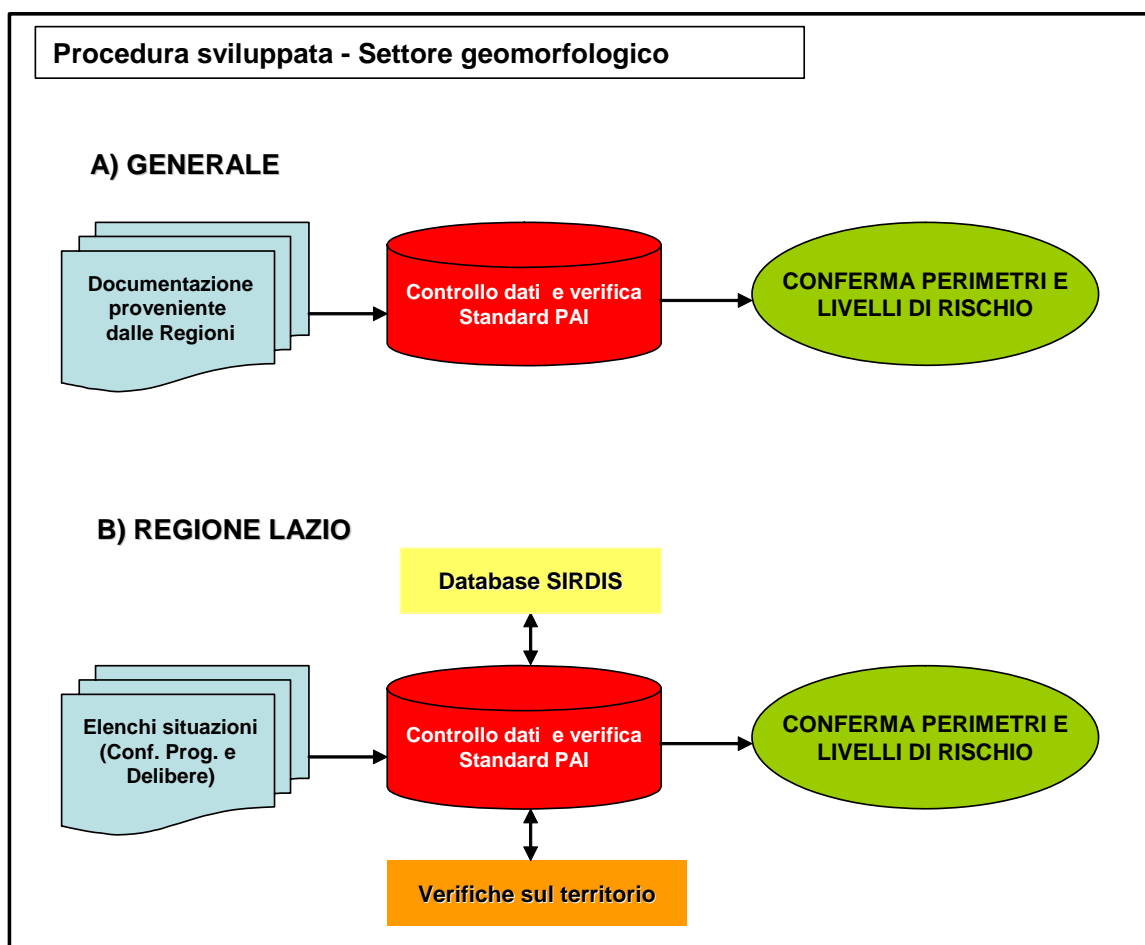 Procedura sviluppata - Settore geomorfologico
A) GENERALE
Documentazione
proveniente
dalle Regioni
Controllo dati e verifica
Standard PAI
CONFERMA PERIMETRI E
LIVELLI DI RISCHIO
B) REGIONE LAZIO
Database SIRDIS
Elenchi situazioni
(Conf. Prog. e
Delibere)
Controllo dati e verifica
Standard PAI
CONFERMA PERIMETRI E
LIVELLI DI RISCHIO
Verifiche sul territorio